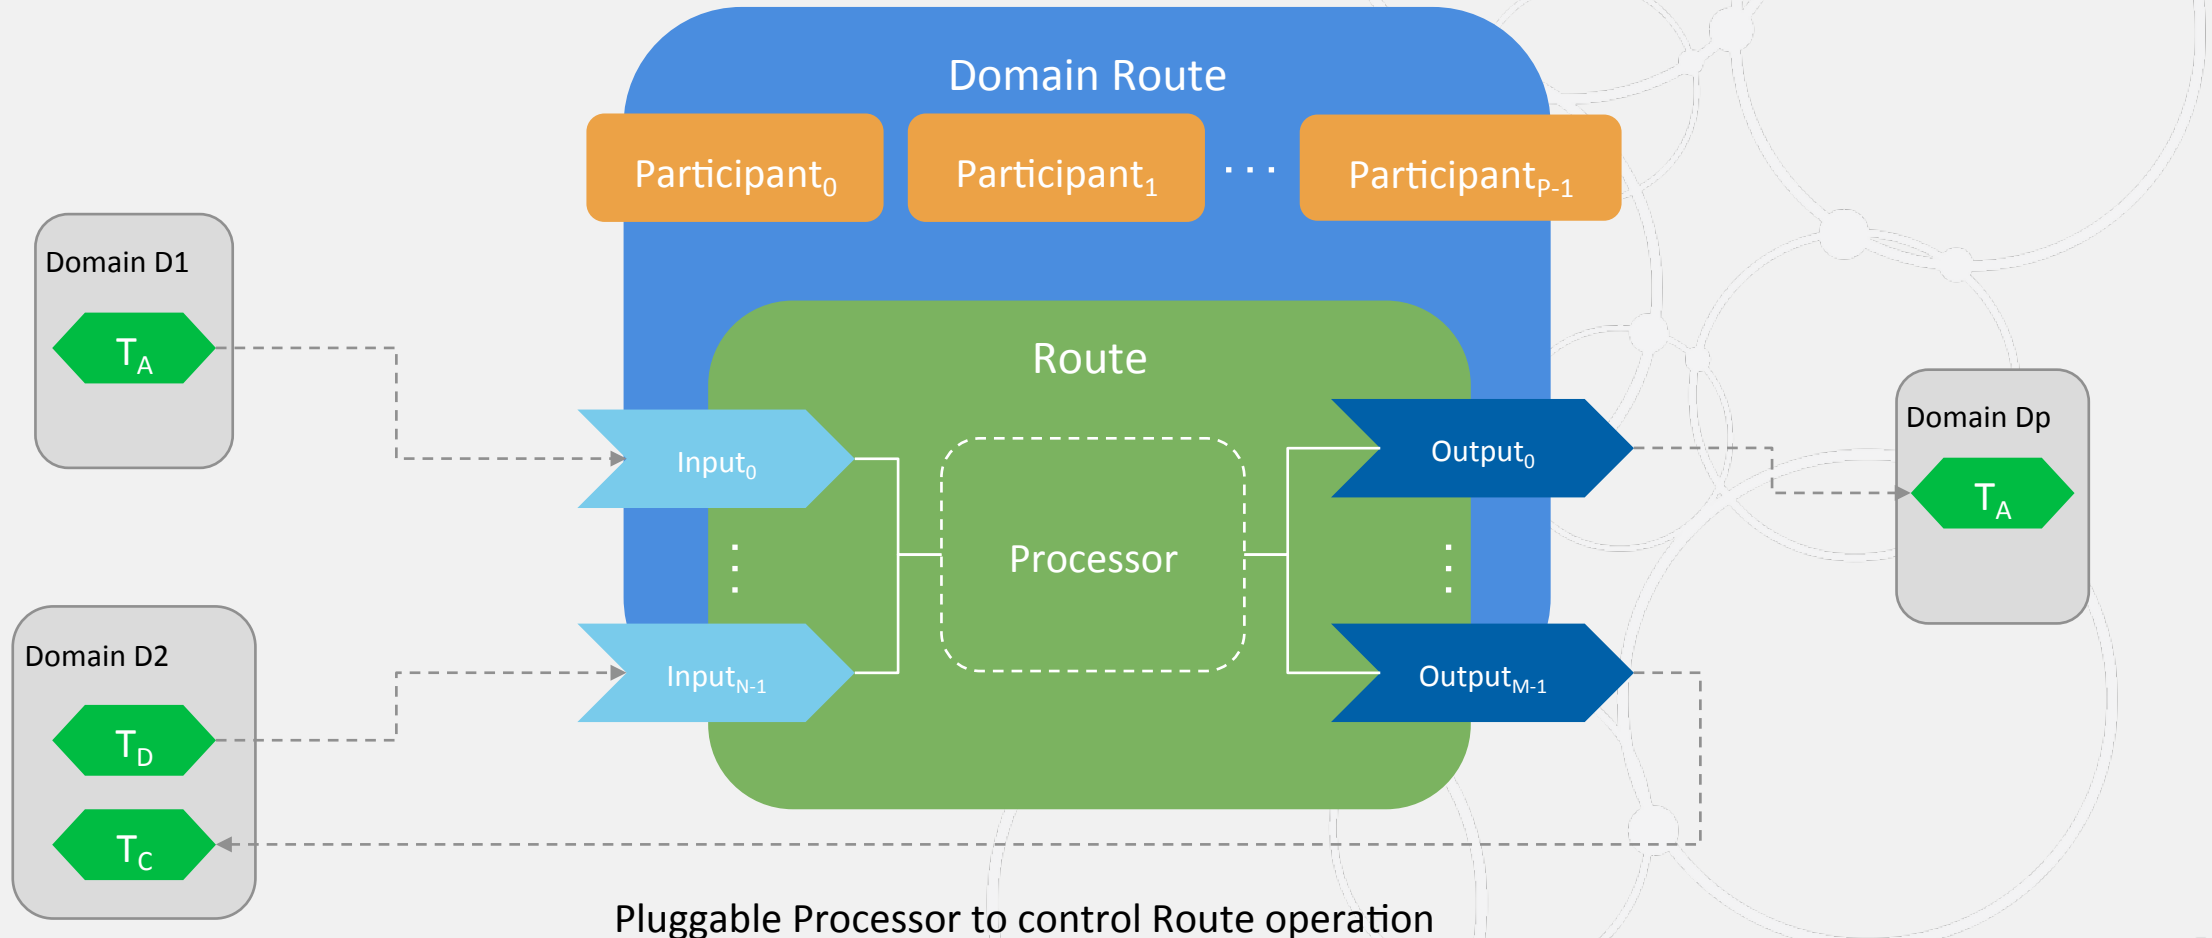 Domain Route
Participant0 Participant1 ... ParticipantP-1
Domain D1
TA
Route
Domain Dp
TA
Input0
Output0
Processor
Domain D2
InputN-1
OutputM-1
TD
TC
Pluggable Processor to control Route operation